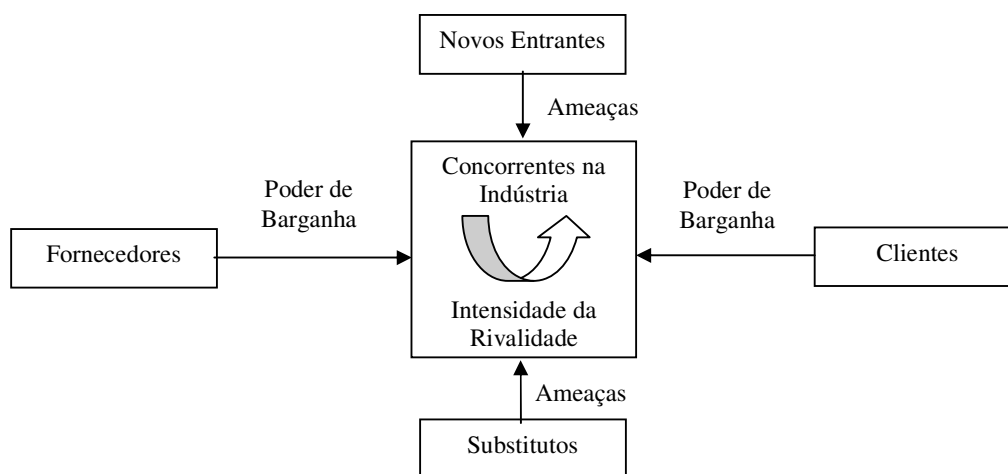 Novos Entrantes
Ameaças
Concorrentes na
Indústria
Poder de
Barganha
Poder de
Barganha
Fornecedores
Clientes
Intensidade da
Rivalidade
Ameaças
Substitutos